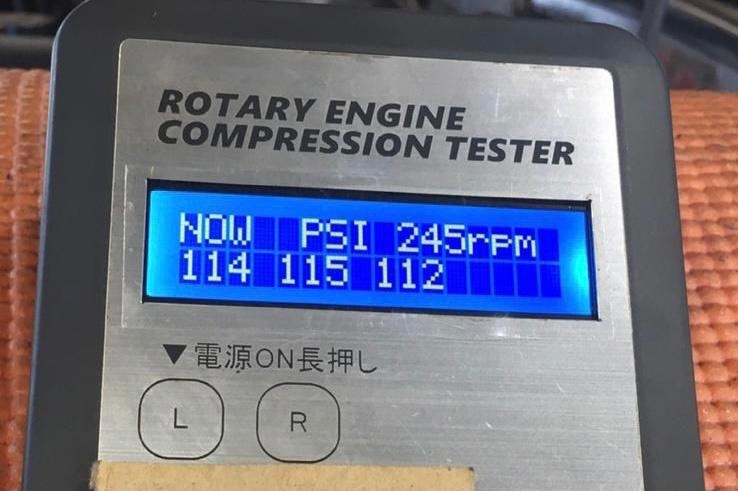 ROTARY ENGINE
COMPRESSION TESTER
NOW PSI 245rpm
114 115 112
▼電源ON長押し
L R